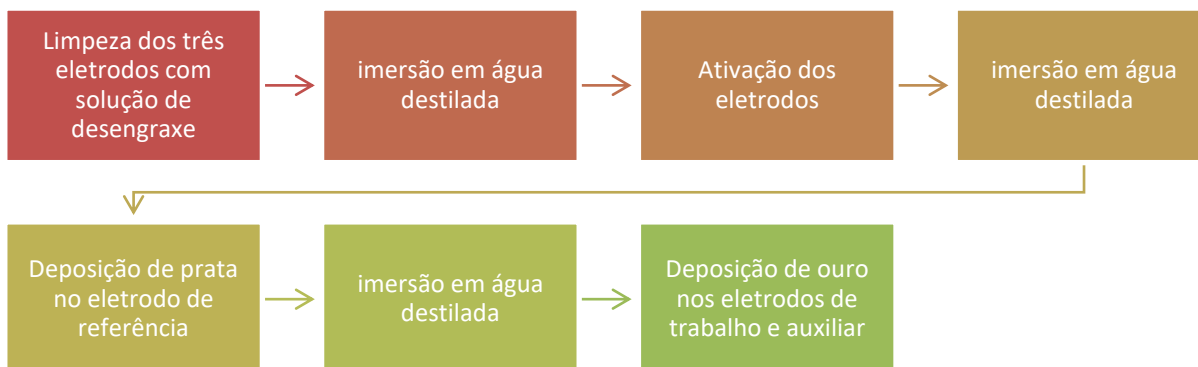 Limpeza dos três
eletrodos com
solução de
desengraxe
imersão em água
destilada
Ativação dos
eletrodos
imersão em água
destilada
Deposição de prata
no eletrodo de
referência
imersão em água
destilada
Deposição de ouro
nos eletrodos de
trabalho e auxiliar